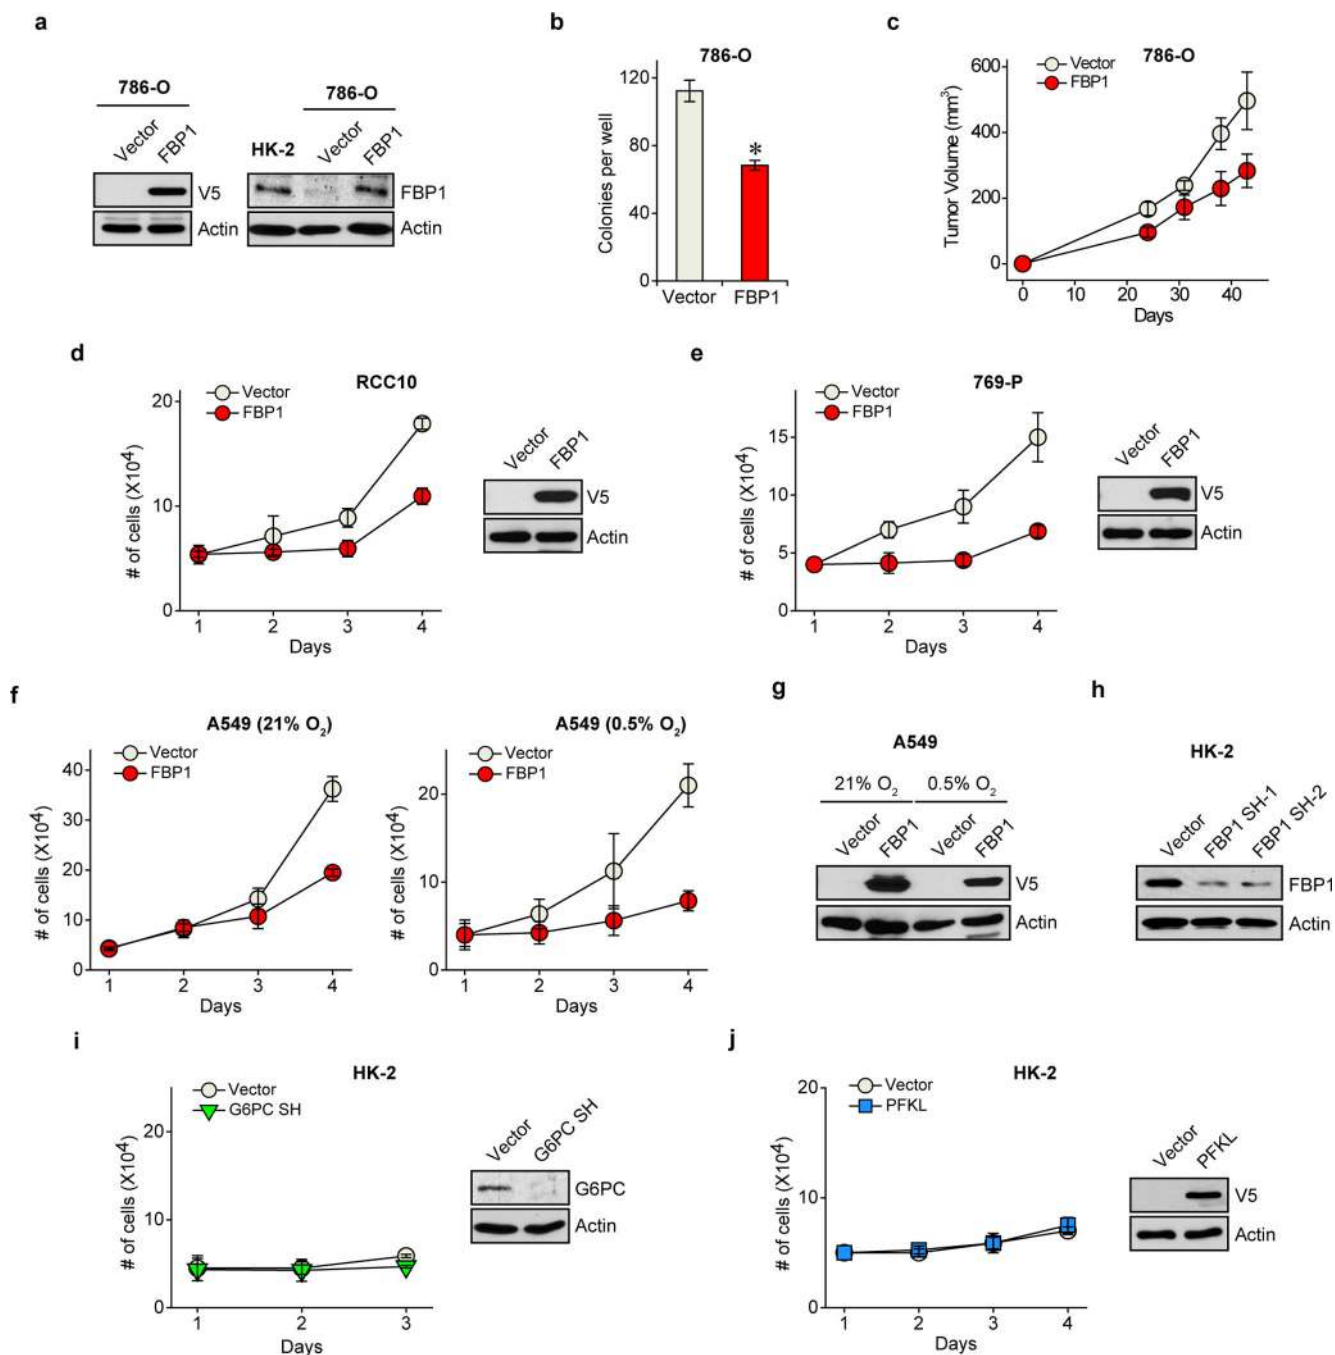 a
786-O
786-O
Vector
FBP1
HK-2
Vector
FBP1
V5
FBP1
Actin
Actin
b
786-O
Colonies per well
120
80
40
0
Vector
FBP1
*
c
786-O
Vector
FBP1
Tumor Volume (mm³)
600
400
200
0
0 10 20 30 40
Days
d
RCC10
Vector
FBP1
# of cells (X10⁴)
20
10
0
1 2 3 4
Days
Vector
FBP1
V5
Actin
e
769-P
Vector
FBP1
# of cells (X10⁴)
15
10
5
0
1 2 3 4
Days
Vector
FBP1
V5
Actin
f
A549 (21% O₂)
Vector
FBP1
# of cells (X10⁴)
40
30
20
10
0
1 2 3 4
Days
A549 (0.5% O₂)
Vector
FBP1
# of cells (X10⁴)
20
10
0
1 2 3 4
Days
g
A549
21% O₂ 0.5% O₂
Vector
FBP1
Vector
FBP1
V5
Actin
h
HK-2
Vector
FBP1 SH-1
FBP1 SH-2
FBP1
Actin
i
HK-2
Vector
G6PC SH
# of cells (X10⁴)
20
10
0
1 2 3
Days
Vector
G6PC SH
G6PC
Actin
j
HK-2
Vector
PFKL
# of cells (X10⁴)
20
10
0
1 2 3 4
Days
Vector
PFKL
V5
Actin